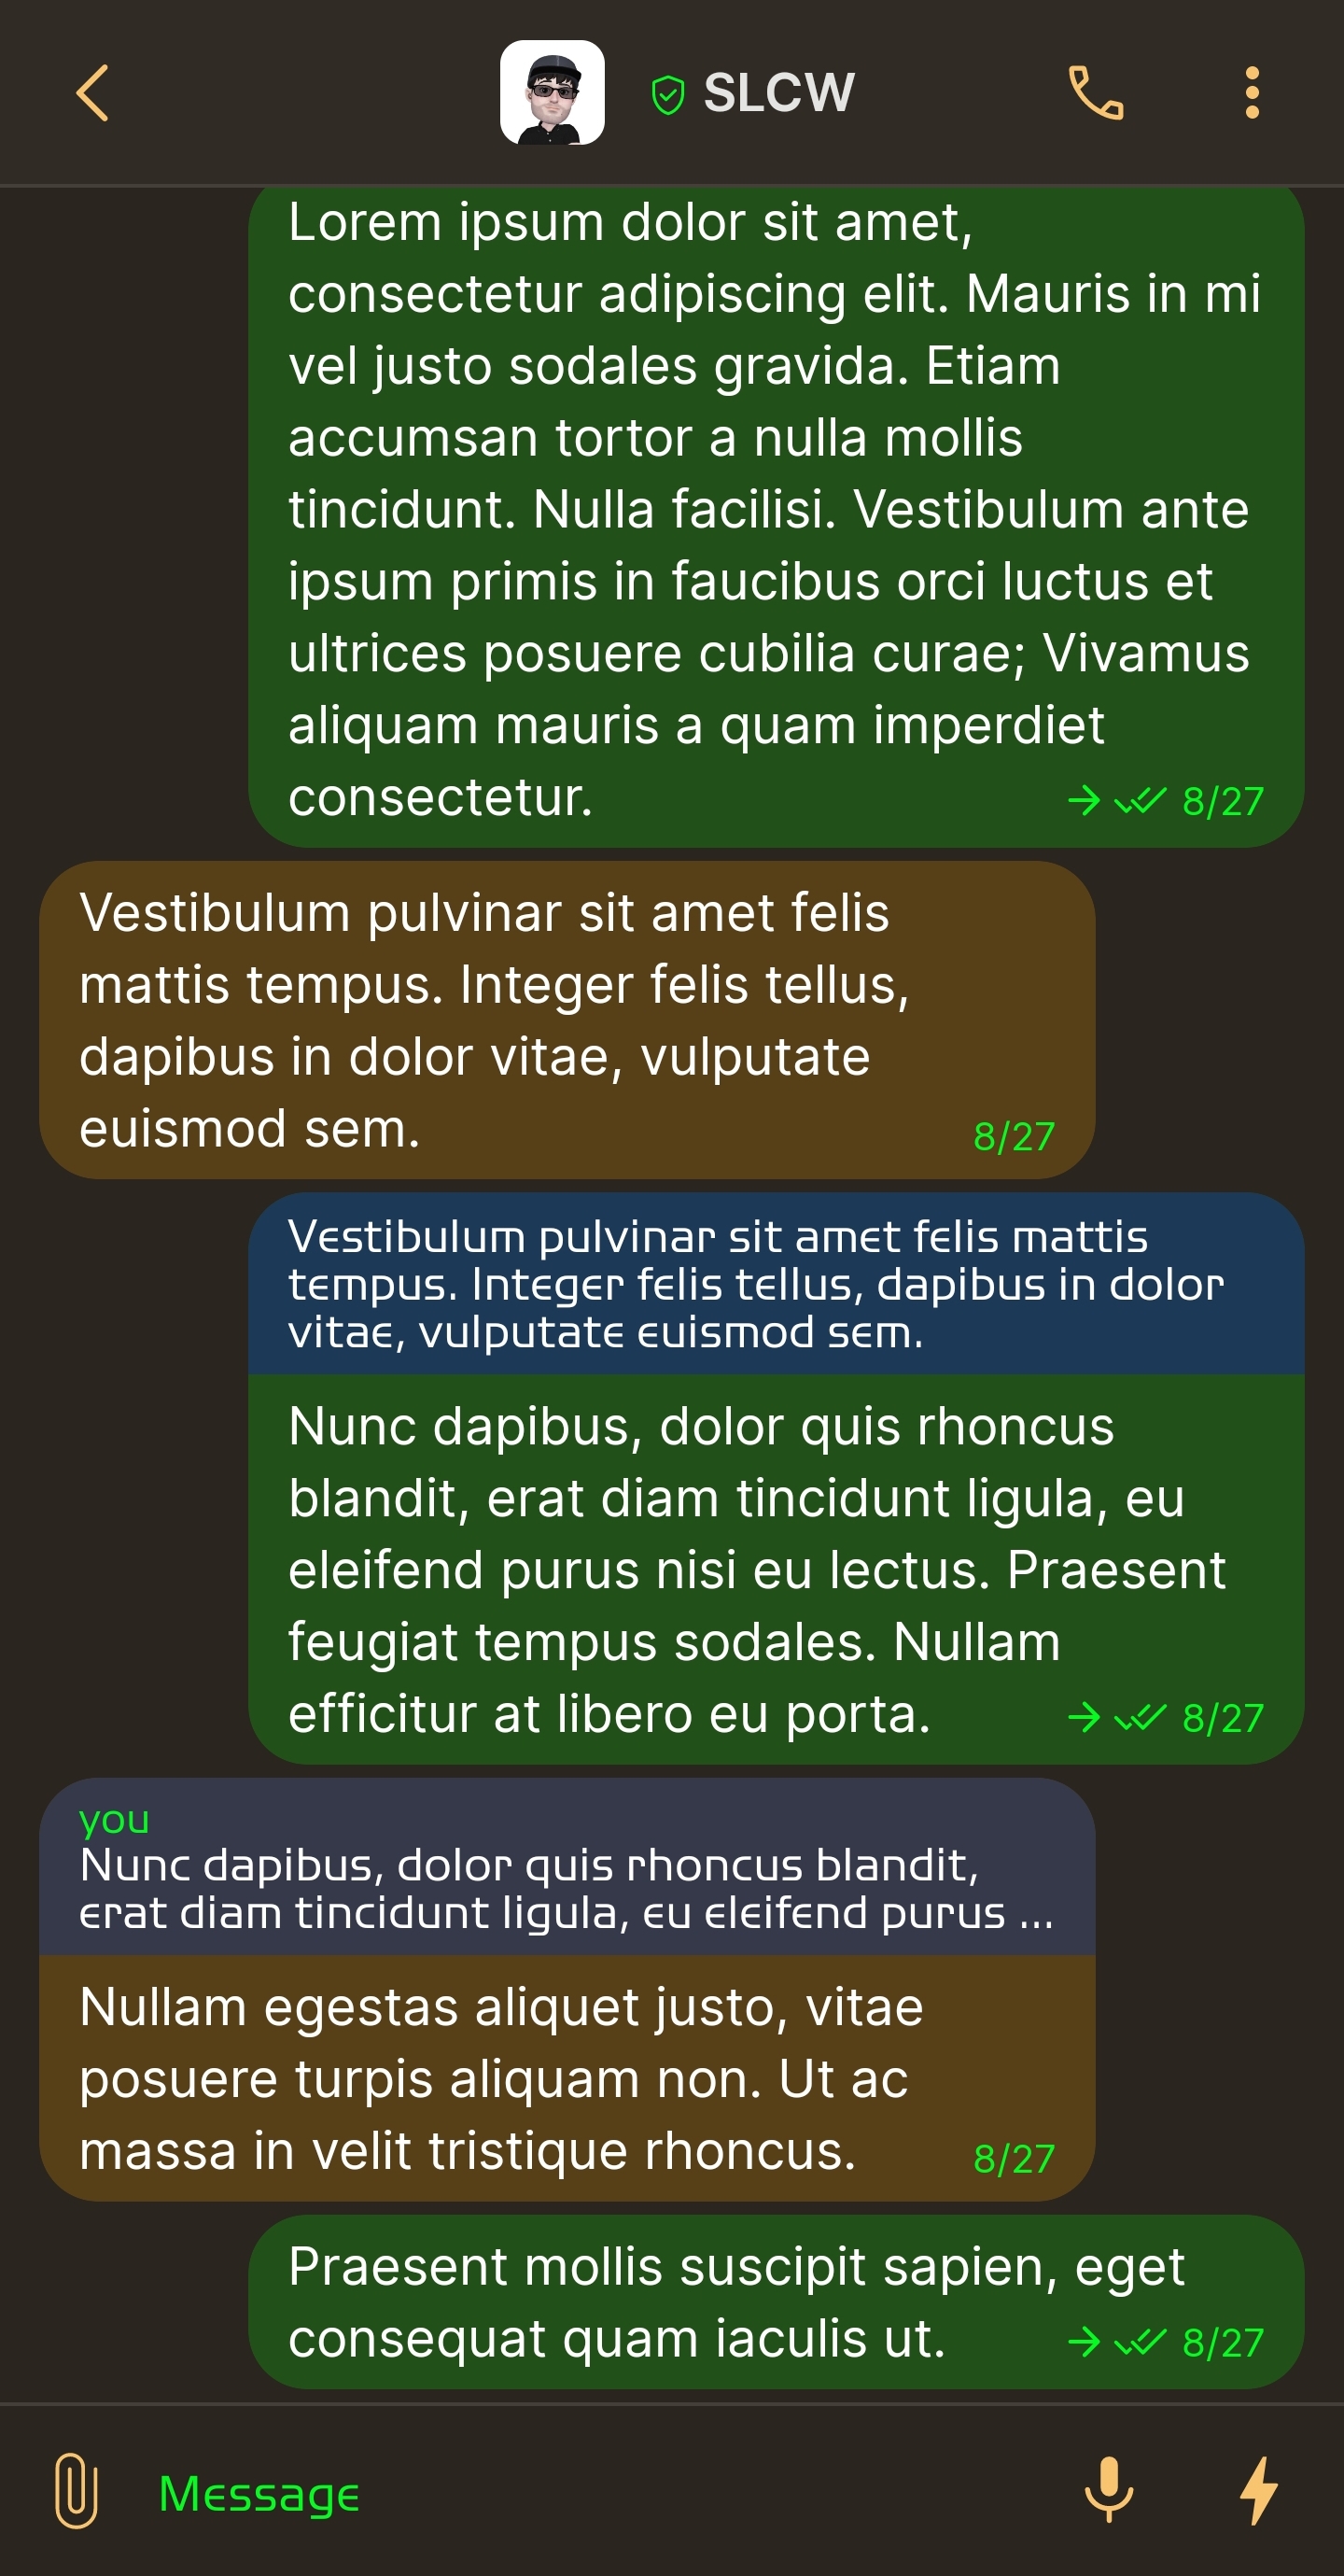 SLCW
Lorem ipsum dolor sit amet,
consectetur adipiscing elit. Mauris in mi
vel justo sodales gravida. Etiam
accumsan tortor a nulla mollis
tincidunt. Nulla facilisi. Vestibulum ante
ipsum primis in faucibus orci luctus et
ultrices posuere cubilia curae; Vivamus
aliquam mauris a quam imperdiet
consectetur. 8/27
Vestibulum pulvinar sit amet felis
mattis tempus. Integer felis tellus,
dapibus in dolor vitae, vulputate
euismod sem. 8/27
Vestibulum pulvinar sit amet felis mattis
tempus. Integer felis tellus, dapibus in dolor
vitae, vulputate euismod sem.
Nunc dapibus, dolor quis rhoncus
blandit, erat diam tincidunt ligula, eu
eleifend purus nisi eu lectus. Praesent
feugiat tempus sodales. Nullam
efficitur at libero eu porta. 8/27
you
Nunc dapibus, dolor quis rhoncus blandit,
erat diam tincidunt ligula, eu eleifend purus ...
Nullam egestas aliquet justo, vitae
posuere turpis aliquam non. Ut ac
massa in velit tristique rhoncus. 8/27
Praesent mollis suscipit sapien, eget
consequat quam iaculis ut. 8/27
Message